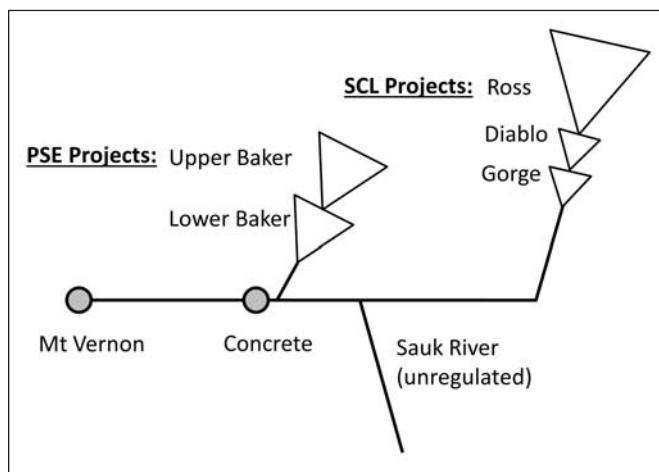 SCL Projects: Ross
Diablo
Gorge
PSE Projects: Upper Baker
Lower Baker
Mt Vernon
Concrete
Sauk River
(unregulated)